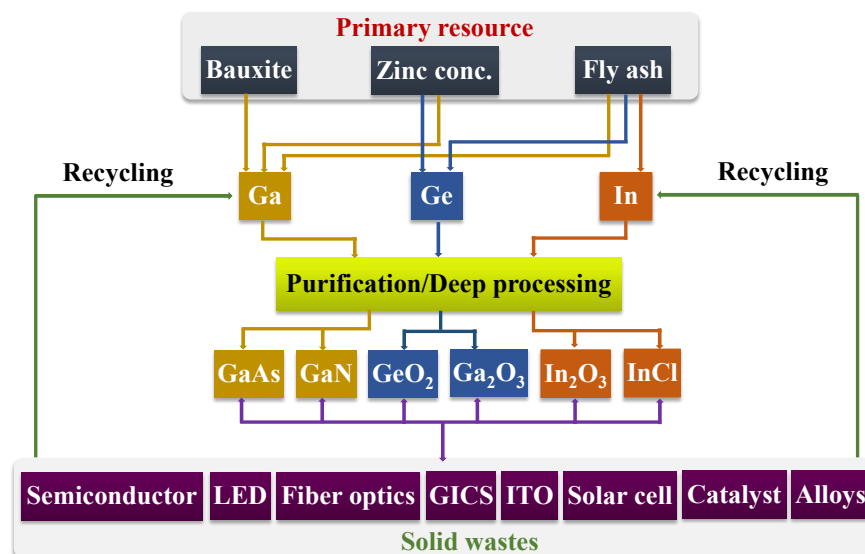 Primary resource
Bauxite Zinc conc. Fly ash
Recycling Recycling
Ga Ge In
Purification/Deep processing
GaAs GaN GeO₂ Ga₂O₃ In₂O₃ InCl
Semiconductor LED Fiber optics GICS ITO Solar cell Catalyst Alloys
Solid wastes